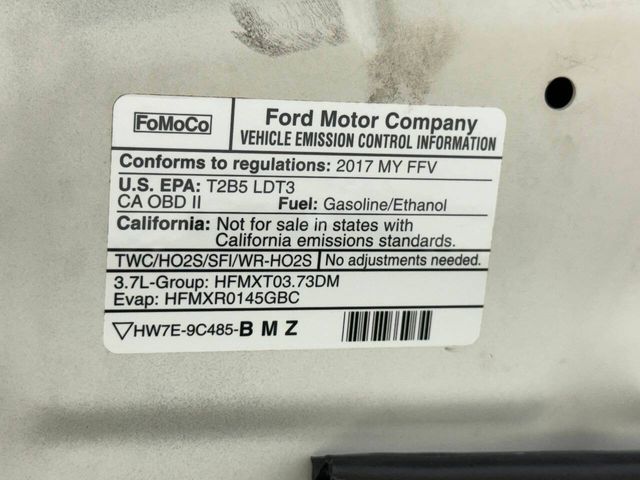 FoMoCo
Ford Motor Company
VEHICLE EMISSION CONTROL INFORMATION
Conforms to regulations: 2017 MY FFV
U.S. EPA: T2B5 LDT3
CA OBD II Fuel: Gasoline/Ethanol
California: Not for sale in states with
California emissions standards.
TWC/HO2S/SFI/WR-HO2S No adjustments needed.
3.7L-Group: HFMXT03.73DM
Evap: HFMXR0145GBC
HW7E-9C485-B M Z